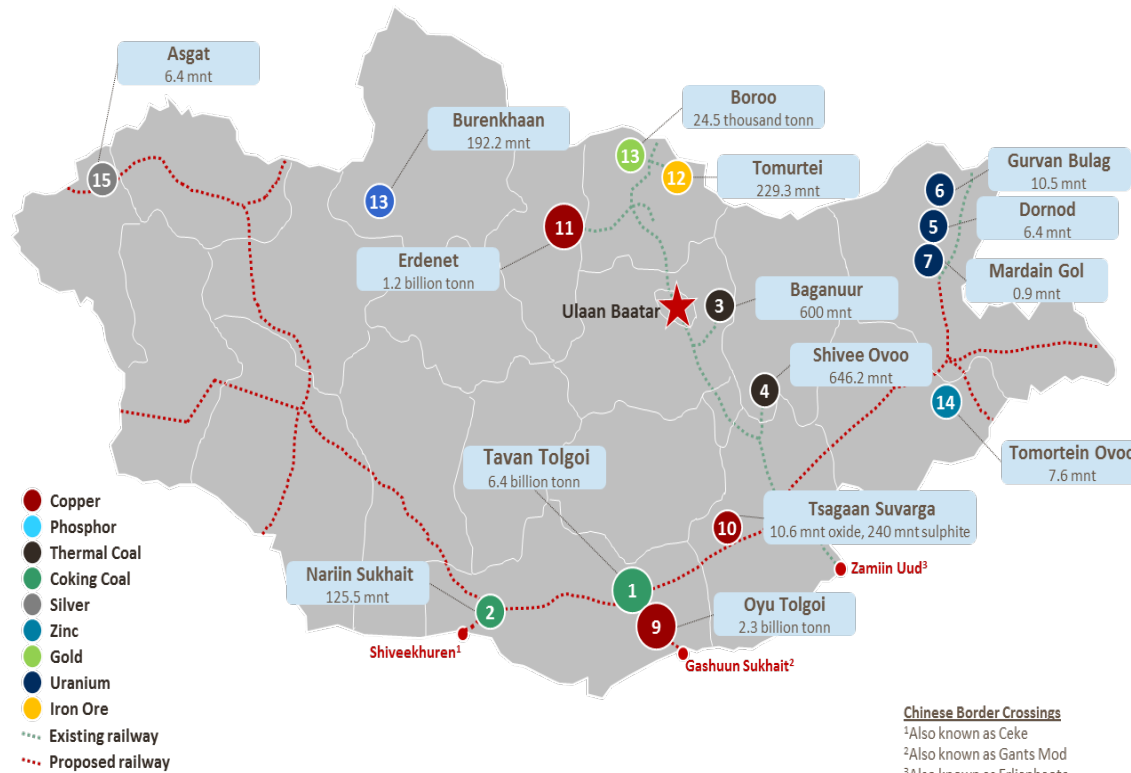 Asgat
6.4 mnt
15
Burenkhaan
192.2 mnt
13
Boroo
24.5 thousand tonn
13
Tomurtei
229.3 mnt
12
Gurvan Bulag
10.5 mnt
6
Dornod
6.4 mnt
5
Mardain Gol
0.9 mnt
7
Erdenet
1.2 billion tonn
11
Ulaan Baatar
Baganuur
600 mnt
3
Shivee Ovoo
646.2 mnt
4
14
Tomortein Ovoo
7.6 mnt
Tavan Tolgoi
6.4 billion tonn
1
Tsagaan Suvarga
10.6 mnt oxide, 240 mnt sulphite
10
Zamiin Uud³
Nariin Sukhait
125.5 mnt
2
Shiveekhuren¹
Oyu Tolgoi
2.3 billion tonn
9
Gashuun Sukhait²
Copper
Phosphor
Thermal Coal
Coking Coal
Silver
Zinc
Gold
Uranium
Iron Ore
Existing railway
Proposed railway
Chinese Border Crossings
¹Also known as Ceke
²Also known as Gants Mod
³Also known as